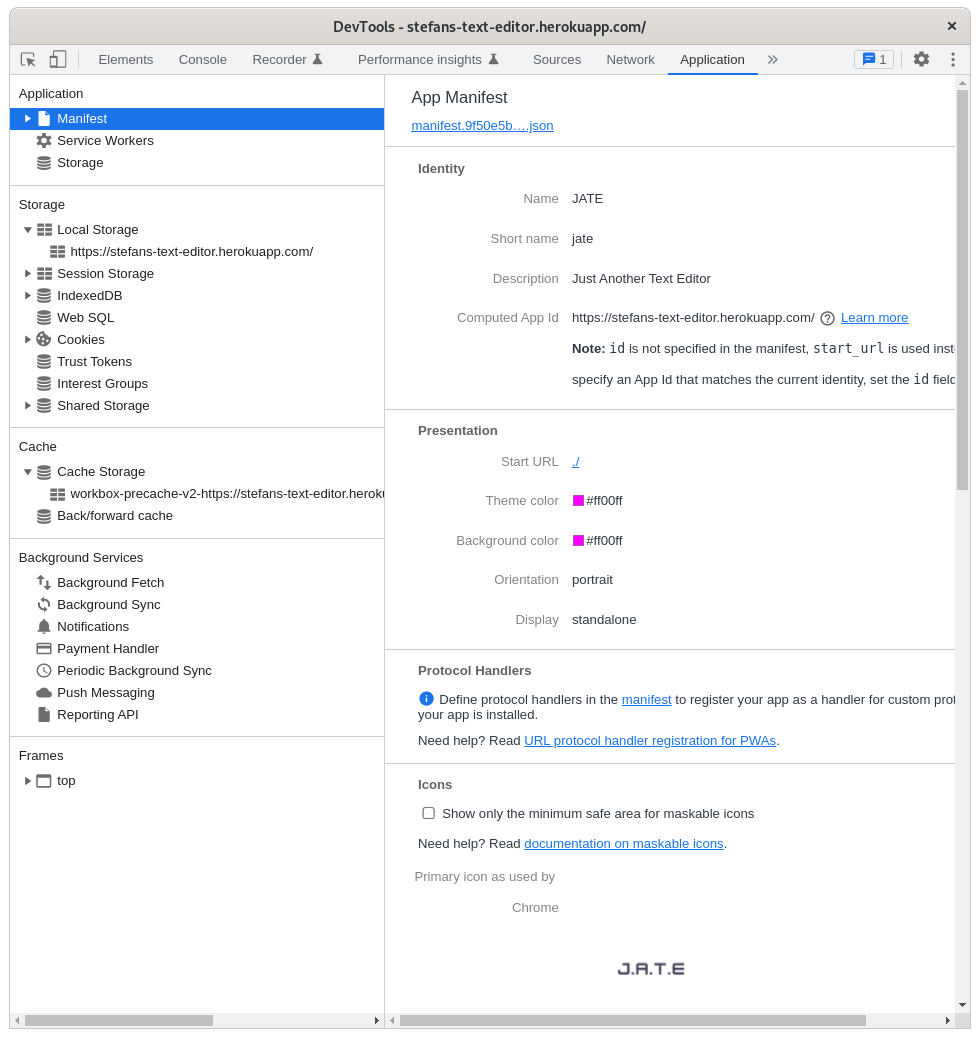 DevTools - stefans-text-editor.herokuapp.com/
Elements Console Recorder Performance insights Sources Network Application 1
Application
Manifest
Service Workers
Storage
Storage
Local Storage
https://stefans-text-editor.herokuapp.com/
Session Storage
IndexedDB
Web SQL
Cookies
Trust Tokens
Interest Groups
Shared Storage
Cache
Cache Storage
workbox-precache-v2-https://stefans-text-editor.heroku
Back/forward cache
Background Services
Background Fetch
Background Sync
Notifications
Payment Handler
Periodic Background Sync
Push Messaging
Reporting API
Frames
top
App Manifest
manifest.9f50e5b….json
Identity
Name JATE
Short name jate
Description Just Another Text Editor
Computed App Id https://stefans-text-editor.herokuapp.com/ Learn more
Note: id is not specified in the manifest, start_url is used inst
specify an App Id that matches the current identity, set the id field
Presentation
Start URL ./
Theme color #ff00ff
Background color #ff00ff
Orientation portrait
Display standalone
Protocol Handlers
Define protocol handlers in the manifest to register your app as a handler for custom prot
your app is installed.
Need help? Read URL protocol handler registration for PWAs.
Icons
Show only the minimum safe area for maskable icons
Need help? Read documentation on maskable icons.
Primary icon as used by
Chrome
J.A.T.E